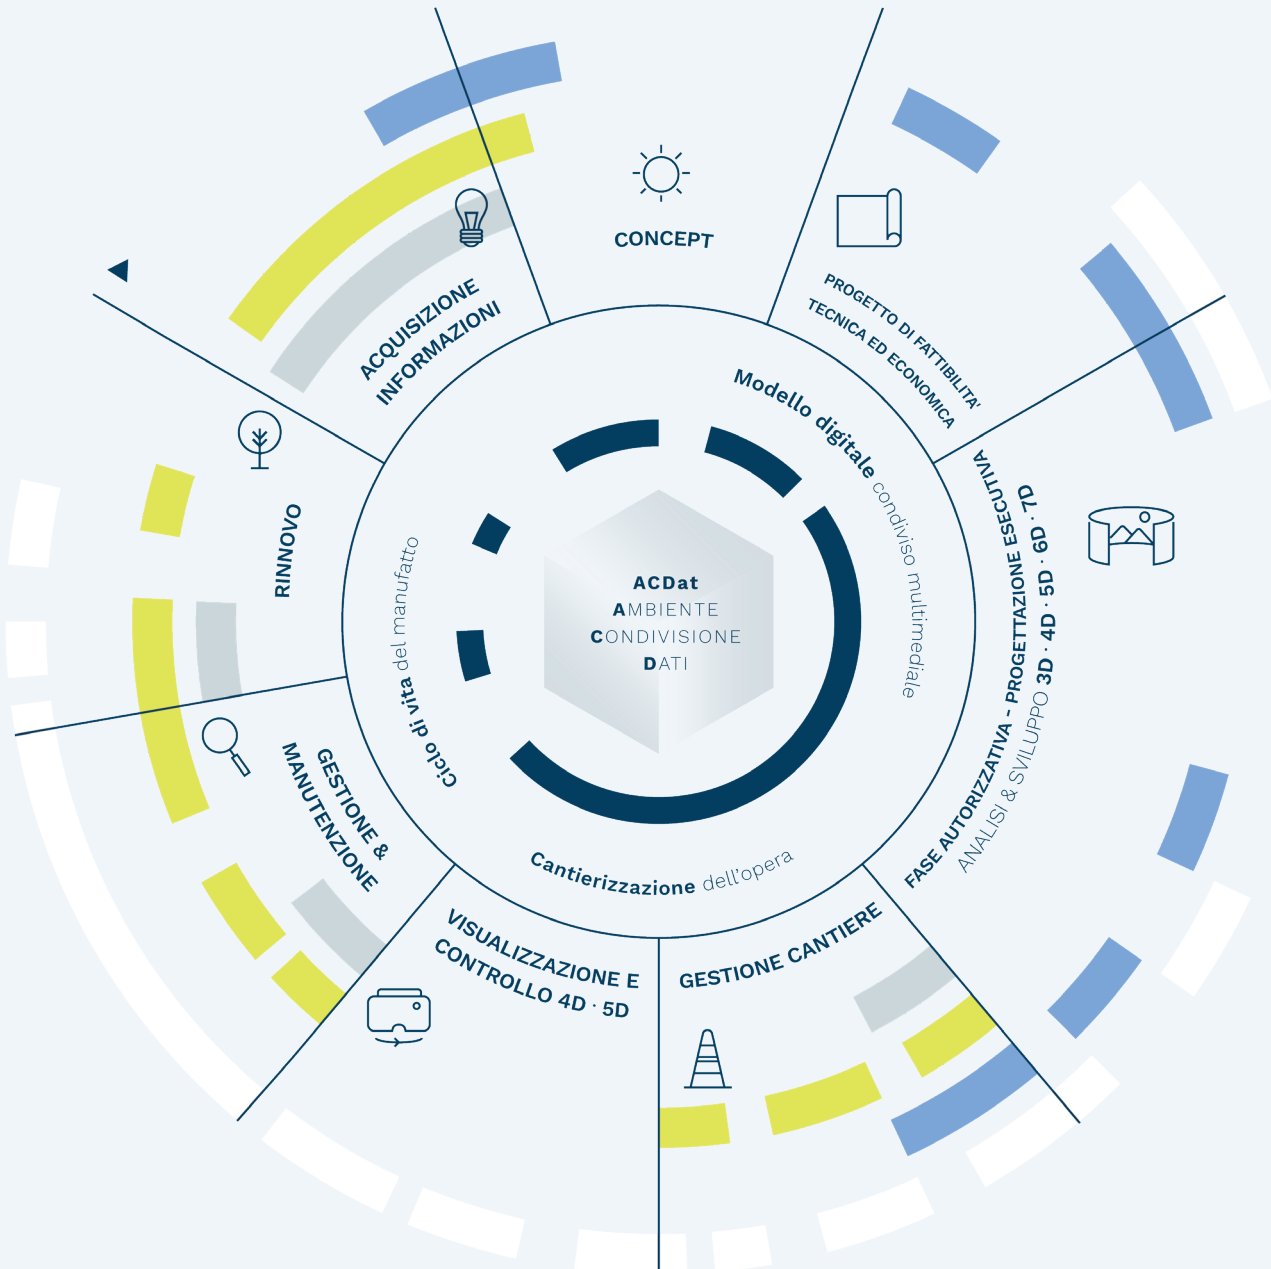 CONCEPT
PROGETTO DI FATTIBILITA'
TECNICA ED ECONOMICA
FASE AUTORIZZATIVA - PROGETTAZIONE ESECUTIVA
ANALISI & SVILUPPO 3D · 4D · 5D · 6D · 7D
GESTIONE CANTIERE
VISUALIZZAZIONE E
CONTROLLO 4D · 5D
GESTIONE &
MANUTENZIONE
RINNOVO
ACQUISIZIONE
INFORMAZIONI
Modello digitale condiviso multimediale
Cantierizzazione dell'opera
Ciclo di vita del manufatto
ACDat
AMBIENTE
CONDIVISIONE
DATI